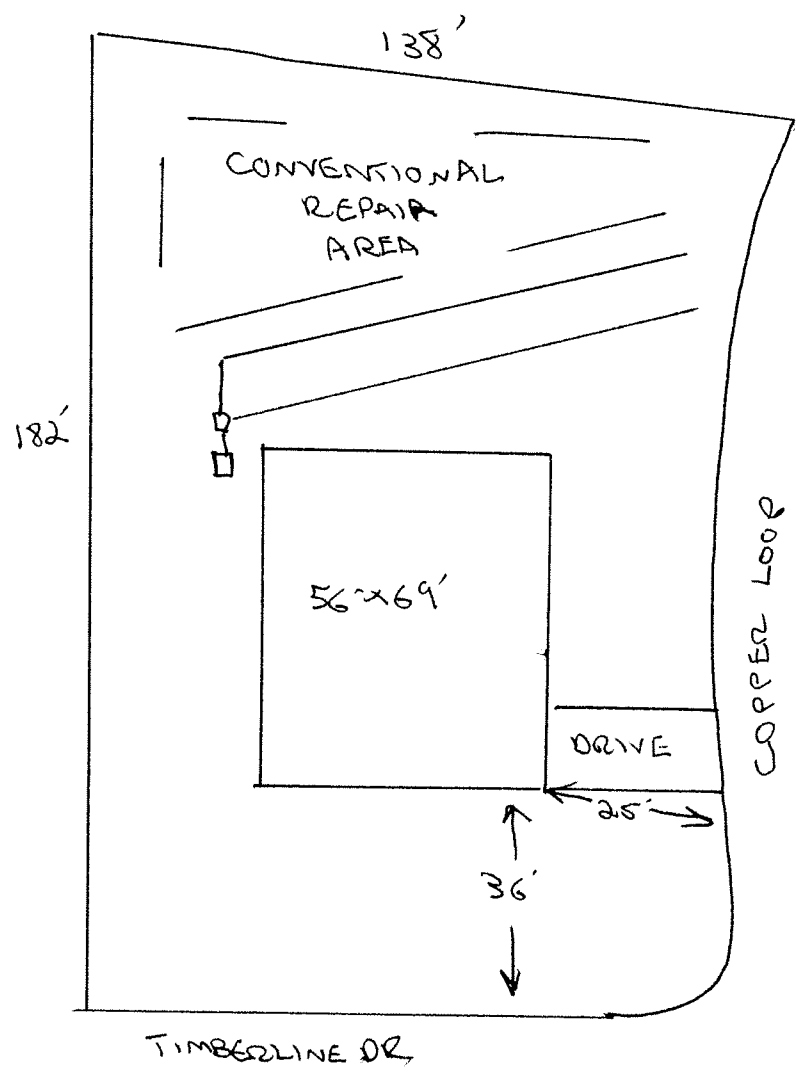 138'
CONVENTIONAL
REPAIR
AREA
182'
56'x69'
COPPER LOOP
DRIVE
25'
36'
TIMBERLINE DR